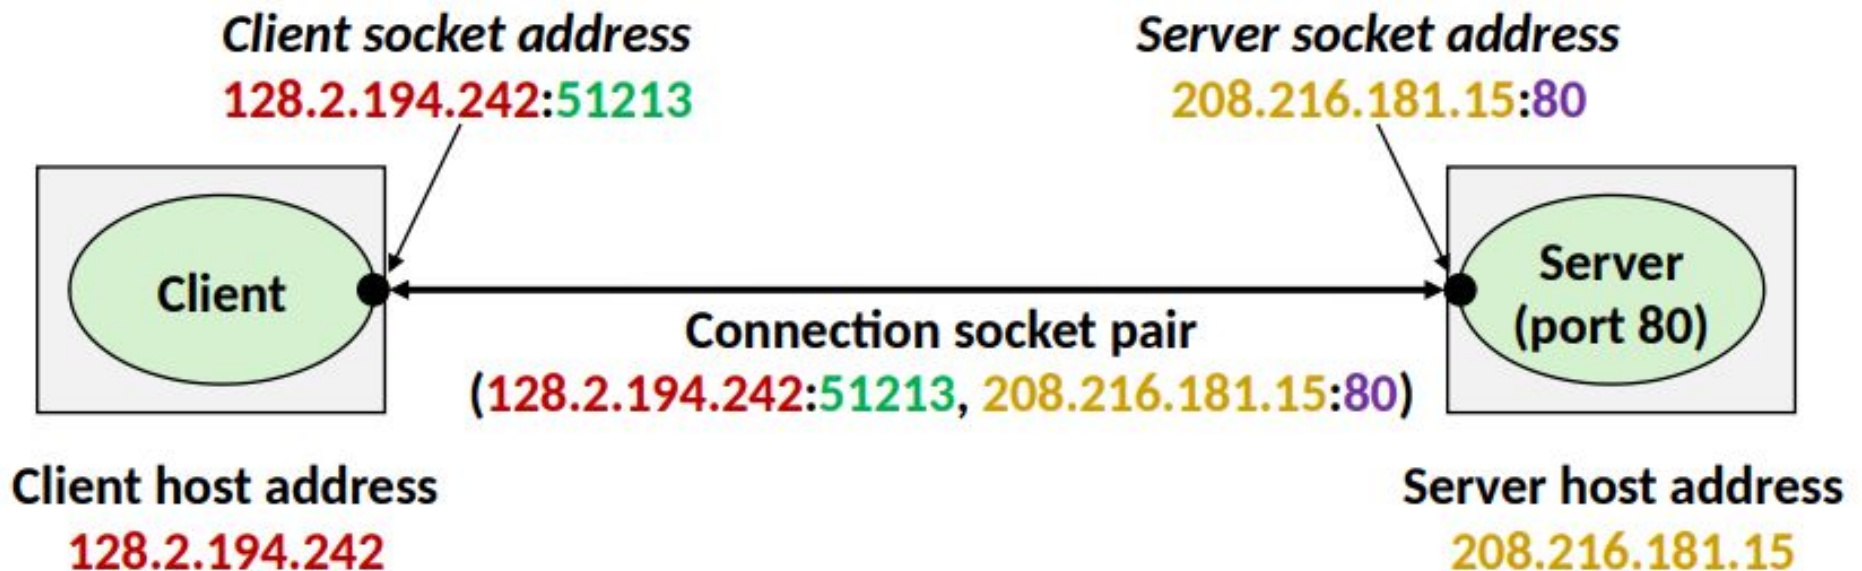 Client socket address
128.2.194.242:51213
Server socket address
208.216.181.15:80
Client
Server
(port 80)
Connection socket pair
(128.2.194.242:51213, 208.216.181.15:80)
Client host address
128.2.194.242
Server host address
208.216.181.15